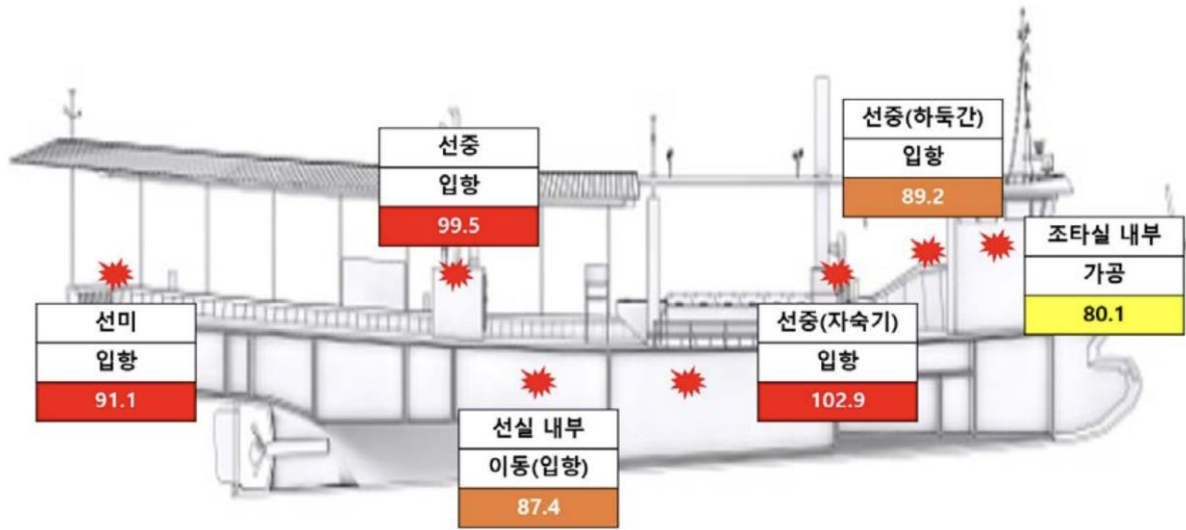 선중
입항
99.5
선중(하둑간)
입항
89.2
조타실 내부
가공
80.1
선미
입항
91.1
선중(자숙기)
입항
102.9
선실 내부
이동(입항)
87.4